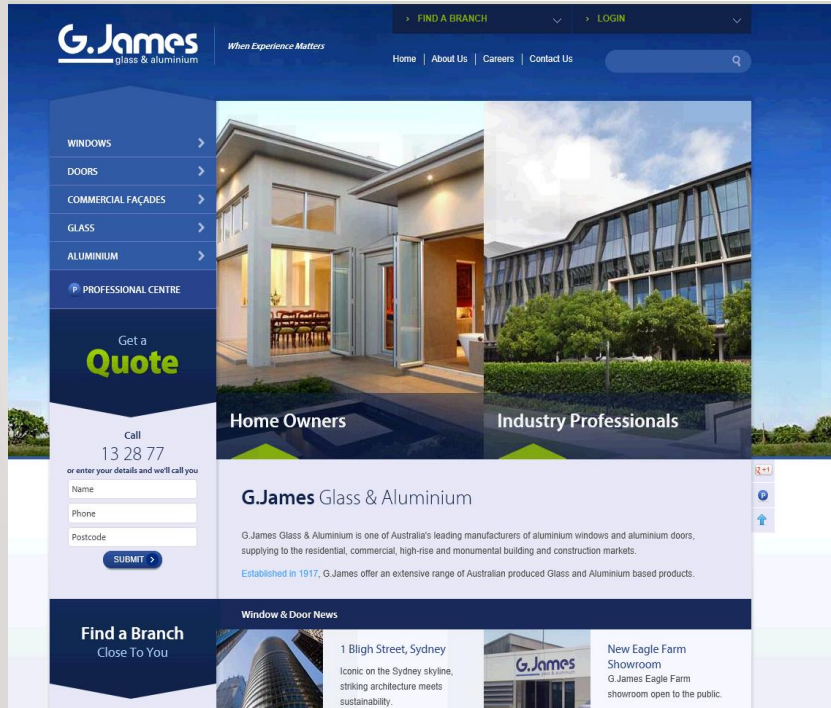 › FIND A BRANCH
› LOGIN
G.James
glass & aluminium
When Experience Matters
Home | About Us | Careers | Contact Us
WINDOWS
DOORS
COMMERCIAL FAÇADES
GLASS
ALUMINIUM
P PROFESSIONAL CENTRE
Get a
Quote
Call
13 28 77
or enter your details and we'll call you
Name
Phone
Postcode
SUBMIT
Find a Branch
Close To You
Home Owners
Industry Professionals
+1
P
G.James Glass & Aluminium
G.James Glass & Aluminium is one of Australia's leading manufacturers of aluminium windows and aluminium doors,
supplying to the residential, commercial, high-rise and monumental building and construction markets.
Established in 1917, G.James offer an extensive range of Australian produced Glass and Aluminium based products.
Window & Door News
1 Bligh Street, Sydney
Iconic on the Sydney skyline,
striking architecture meets
sustainability.
G.James
New Eagle Farm
Showroom
G.James Eagle Farm
showroom open to the public.